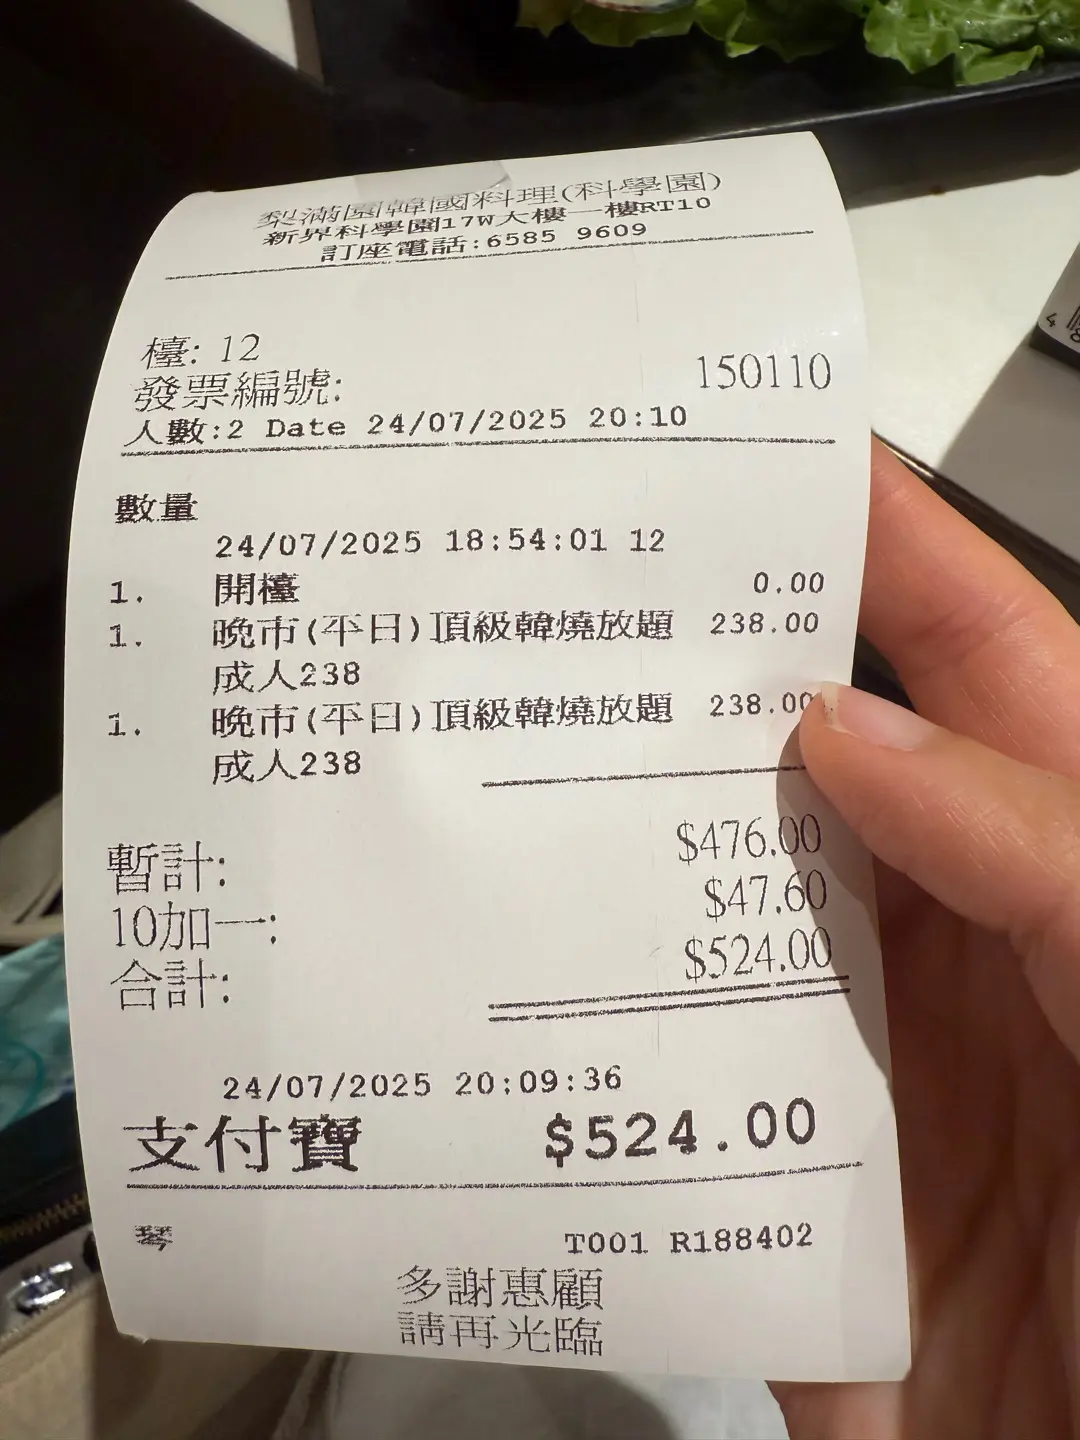 梨滿園韓國料理(科學園)
新界科學園17W大樓一樓RT10
訂座電話:6585 9609
檯: 12
發票編號: 150110
人數:2 Date 24/07/2025 20:10
數量
24/07/2025 18:54:01 12
1. 開檯 0.00
1. 晚市(平日)頂級韓燒放題 238.00
成人238
1. 晚市(平日)頂級韓燒放題 238.00
成人238
暫計: $476.00
10加一: $47.60
合計: $524.00
24/07/2025 20:09:36
支付寶 $524.00
琴 T001 R188402
多謝惠顧
請再光臨
4